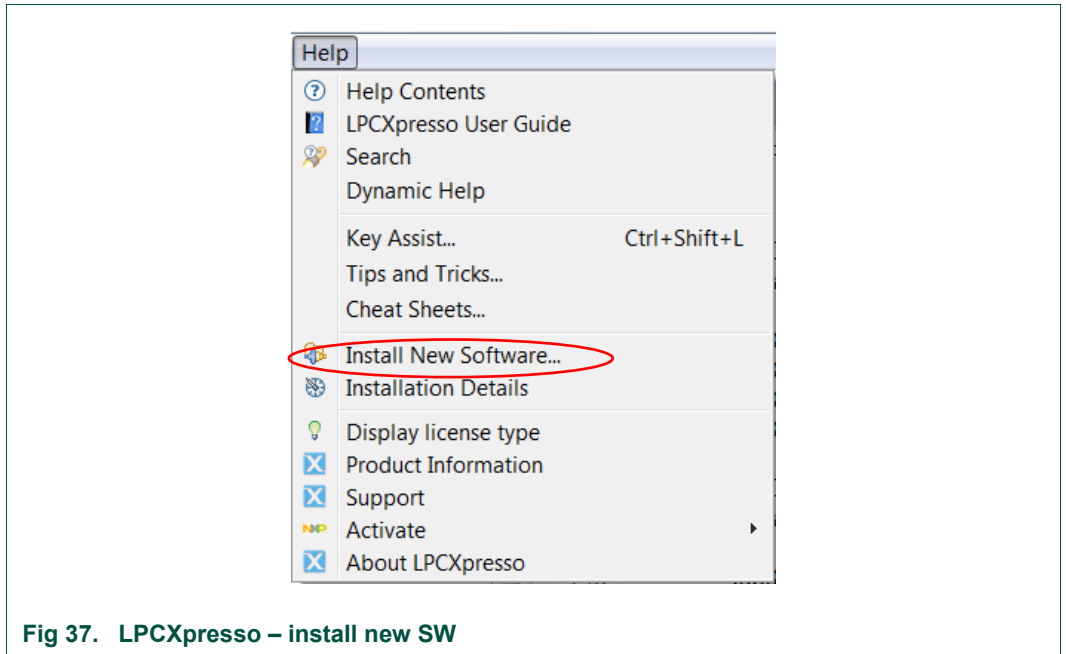 Help
Help Contents
LPCXpresso User Guide
Search
Dynamic Help
Key Assist... Ctrl+Shift+L
Tips and Tricks...
Cheat Sheets...
Install New Software...
Installation Details
Display license type
Product Information
Support
NXP Activate
About LPCXpresso
Fig 37. LPCXpresso – install new SW